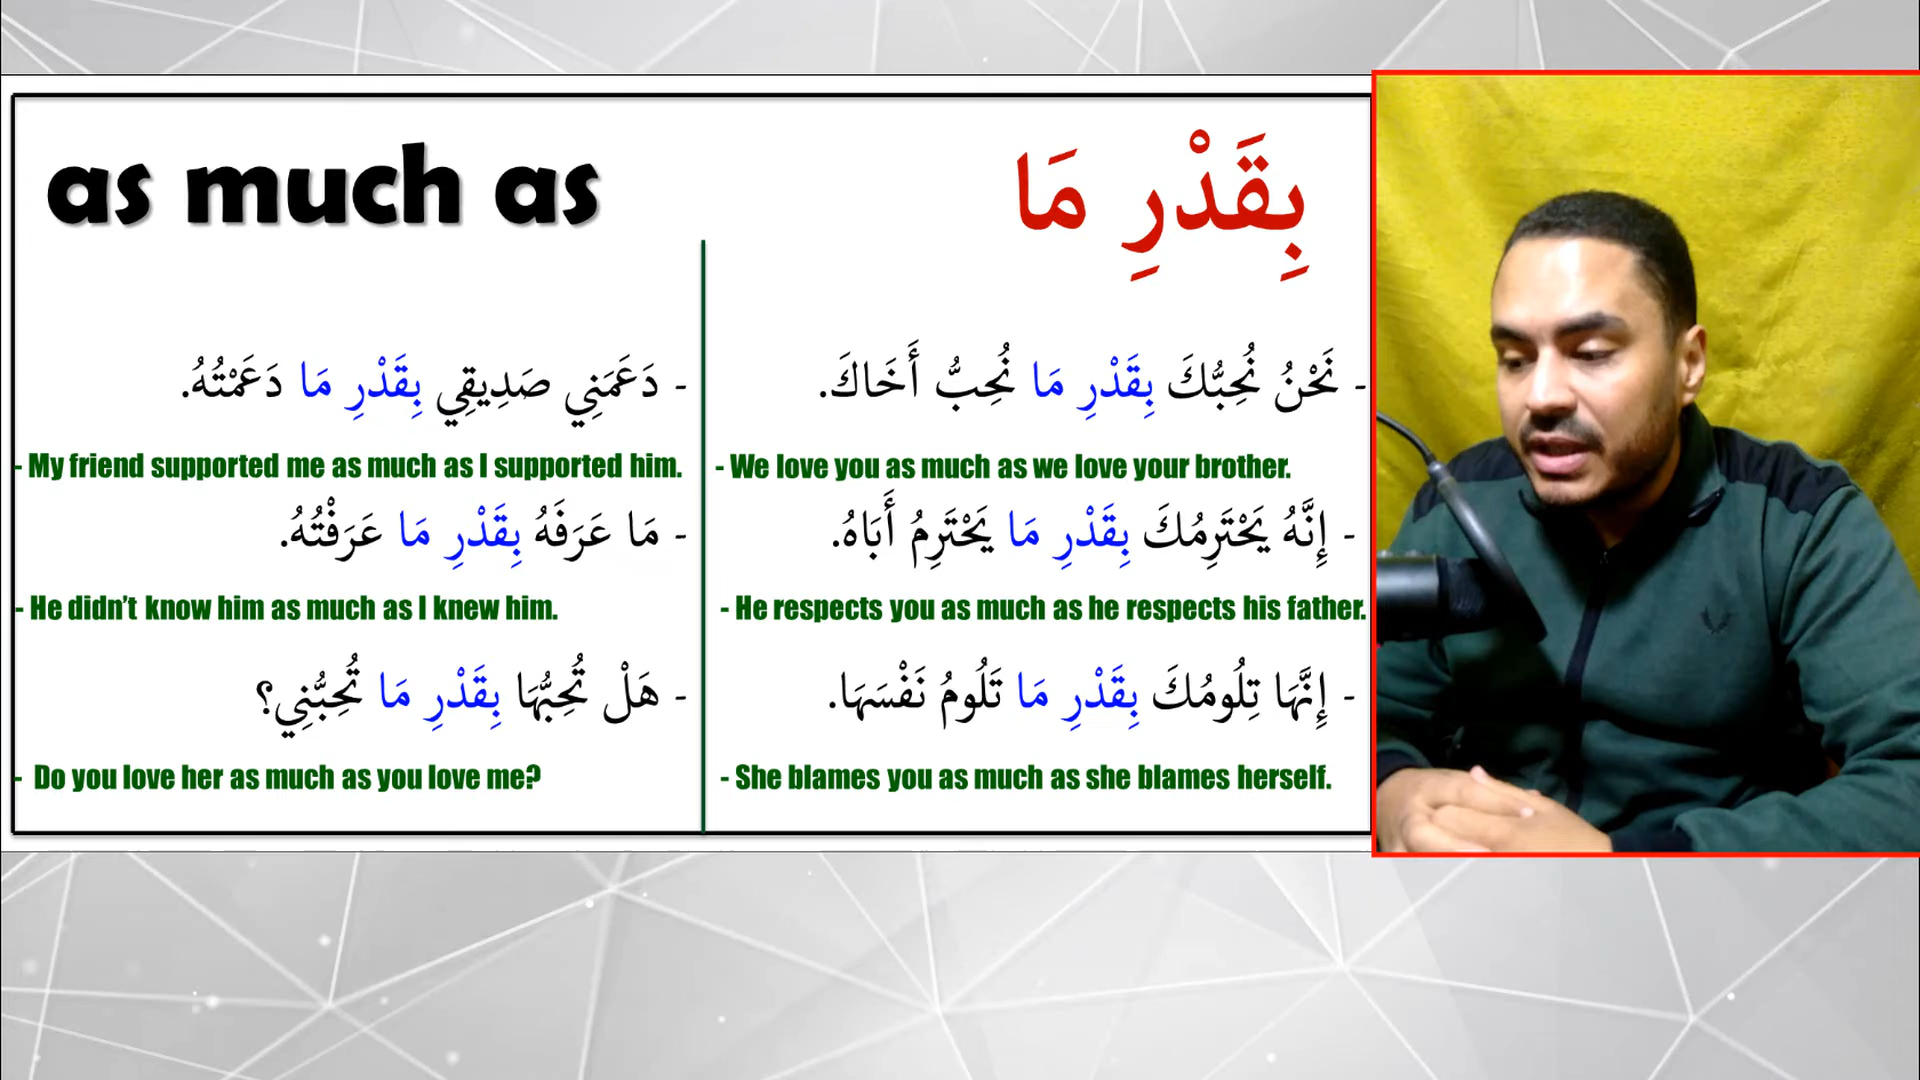 as much as
بِقَدْرِ مَا
- نَحْنُ نُحِبُّكَ بِقَدْرِ مَا نُحِبُّ أَخَاكَ.
- We love you as much as we love your brother.
- إِنَّهُ يَحْتَرِمُكَ بِقَدْرِ مَا يَحْتَرِمُ أَبَاهُ.
- He respects you as much as he respects his father.
- إِنَّهَا تِلُومُكَ بِقَدْرِ مَا تَلُومُ نَفْسَهَا.
- She blames you as much as she blames herself.
- دَعَمَنِي صَدِيقِي بِقَدْرِ مَا دَعَمْتُهُ.
- My friend supported me as much as I supported him.
- مَا عَرَفَهُ بِقَدْرِ مَا عَرَفْتُهُ.
- He didn't know him as much as I knew him.
- هَلْ تُحِبُّهَا بِقَدْرِ مَا تُحِبُّنِي؟
- Do you love her as much as you love me?